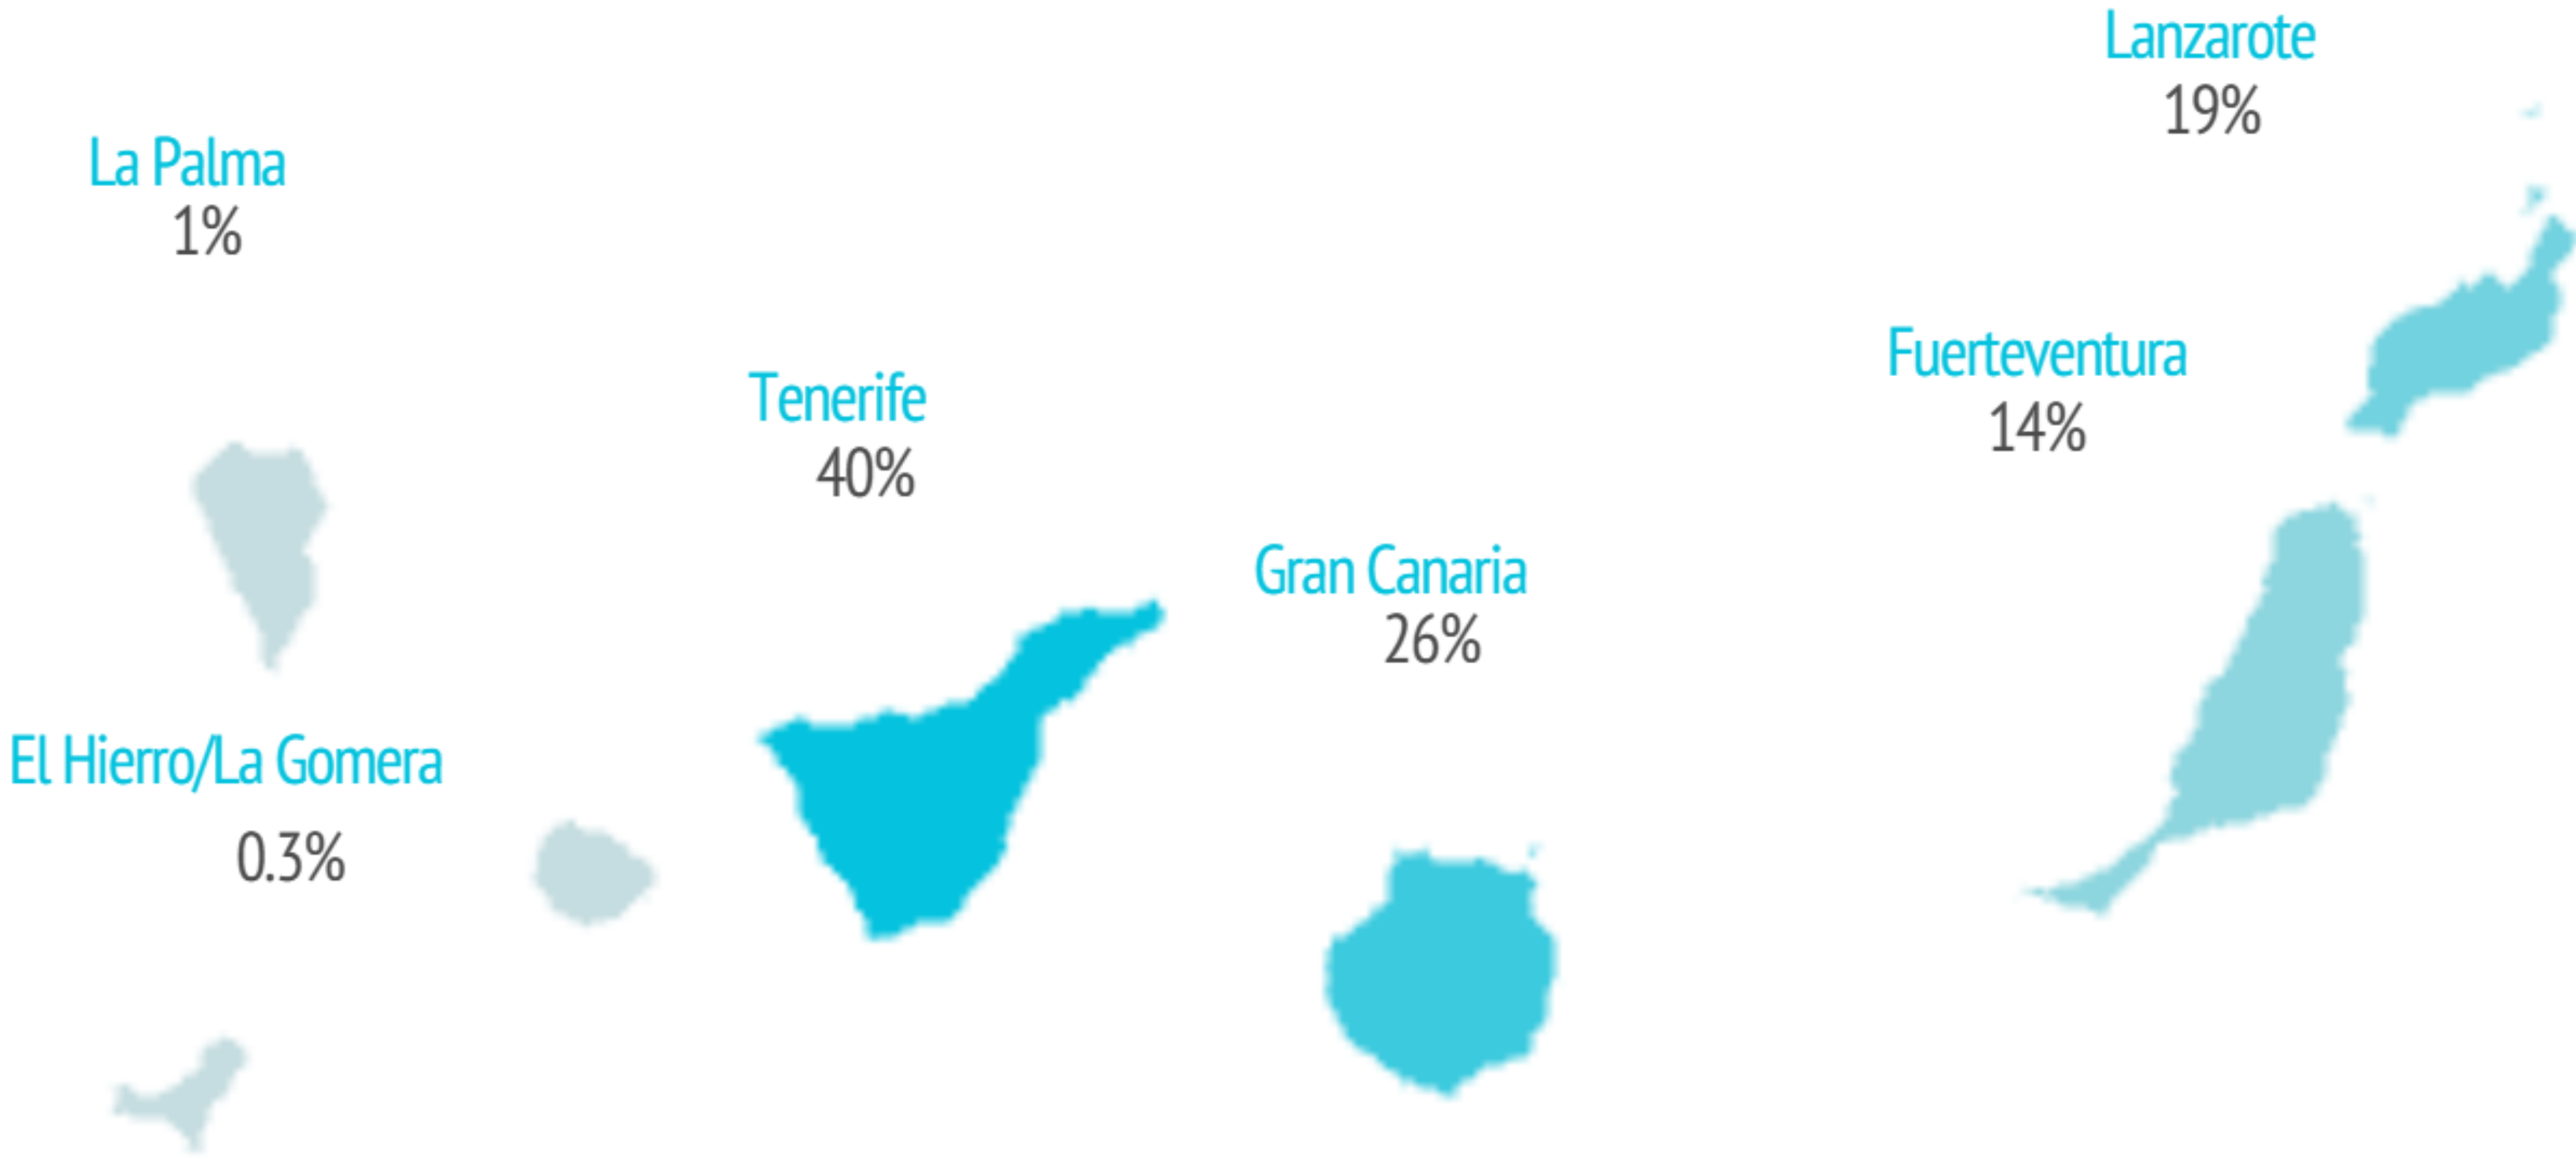 Lanzarote
19%
La Palma
1%
Fuerteventura
14%
Tenerife
40%
Gran Canaria
26%
El Hierro/La Gomera
0.3%